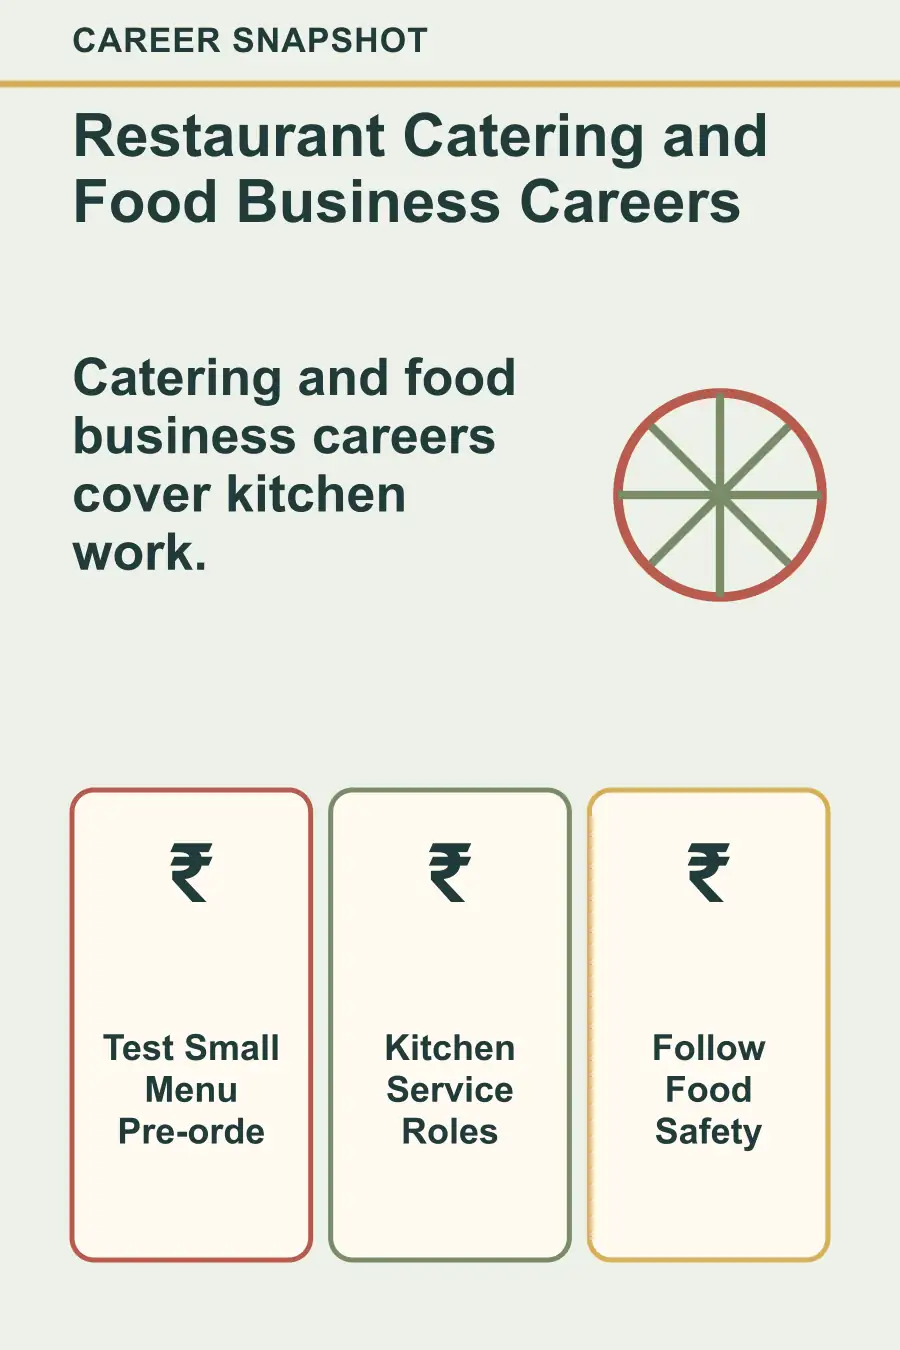 CAREER SNAPSHOT
Restaurant Catering and
Food Business Careers
Catering and food
business careers
cover kitchen
work.
₹
Test Small
Menu
Pre-orde
₹
Kitchen
Service
Roles
₹
Follow
Food
Safety